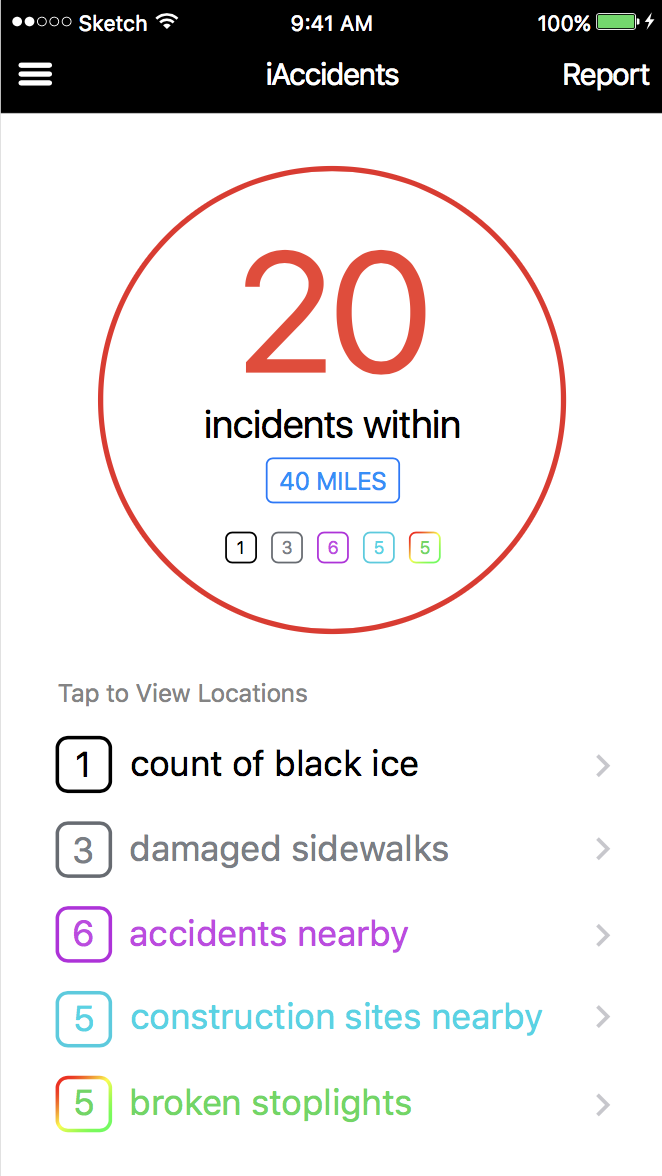 Sketch 9:41 AM 100%
iAccidents Report
20
incidents within
40 MILES
1 3 6 5 5
Tap to View Locations
1 count of black ice
3 damaged sidewalks
6 accidents nearby
5 construction sites nearby
5 broken stoplights